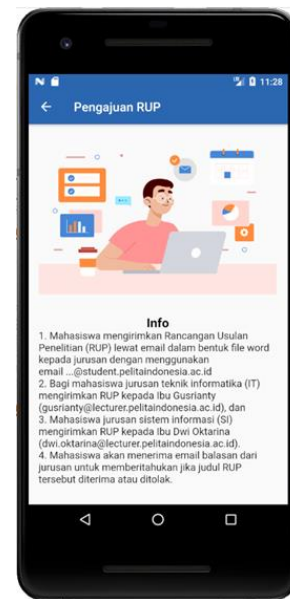 11:28
Pengajuan RUP
Info
1. Mahasiswa mengirimkan Rancangan Usulan
Penelitian (RUP) lewat email dalam bentuk file word
kepada jurusan dengan menggunakan
email ...@student.pelitaindonesia.ac.id
2. Bagi mahasiswa jurusan teknik informatika (IT)
mengirimkan RUP kepada Ibu Gusrianty
(gusrianty@lecturer.pelitaindonesia.ac.id), dan
3. Mahasiswa jurusan sistem informasi (SI)
mengirimkan RUP kepada Ibu Dwi Oktarina
(dwi.oktarina@lecturer.pelitaindonesia.ac.id).
4. Mahasiswa akan menerima email balasan dari
jurusan untuk memberitahukan jika judul RUP
tersebut diterima atau ditolak.